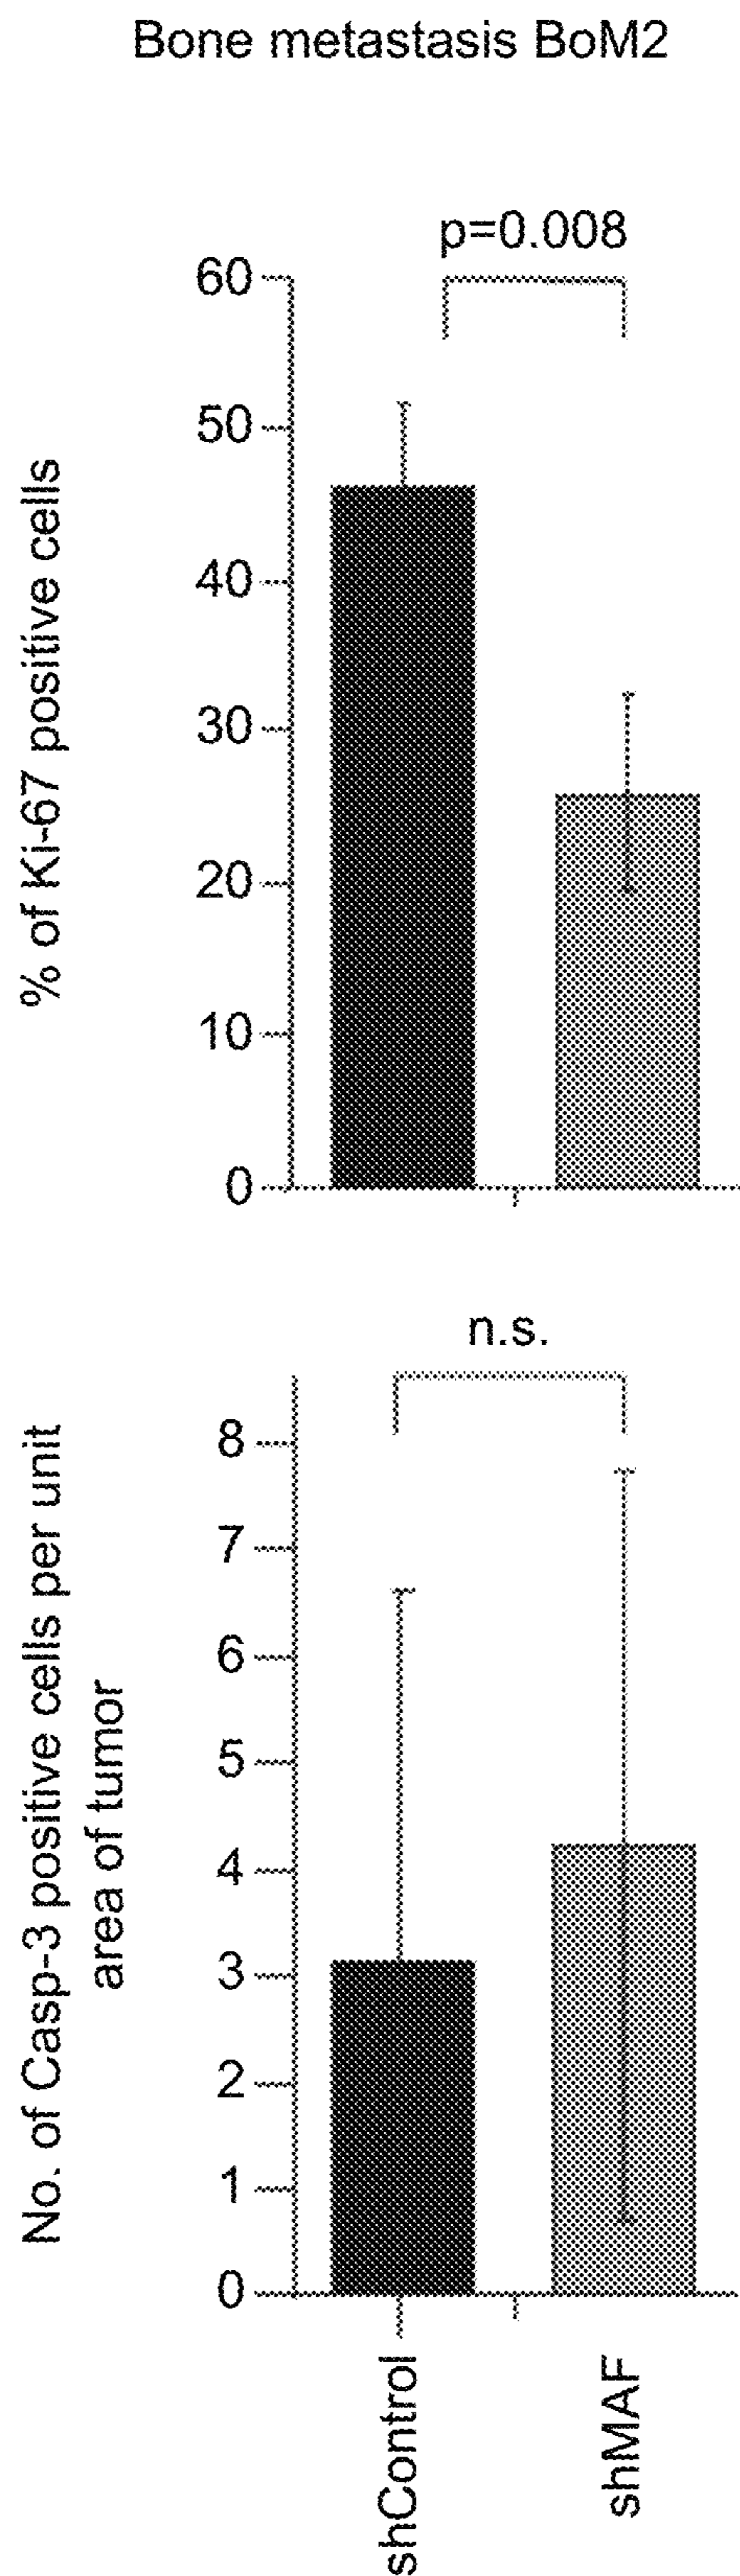 Bone metastasis BoM2
p=0.008
% of Ki-67 positive cells
60
50
40
30
20
10
0
n.s.
No. of Casp-3 positive cells per unit
area of tumor
8
7
6
5
4
3
2
1
0
shControl
shMAF